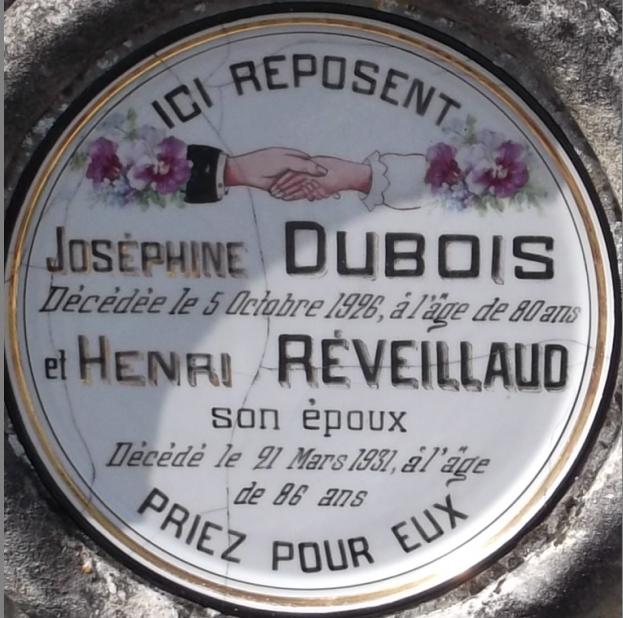 ICI REPOSENT
JOSÉPHINE DUBOIS
Décédée le 5 Octobre 1926, à l'âge de 80 ans
et HENRI RÉVEILLAUD
son époux
Décédé le 21 Mars 1931, à l'âge
de 86 ans
PRIEZ POUR EUX